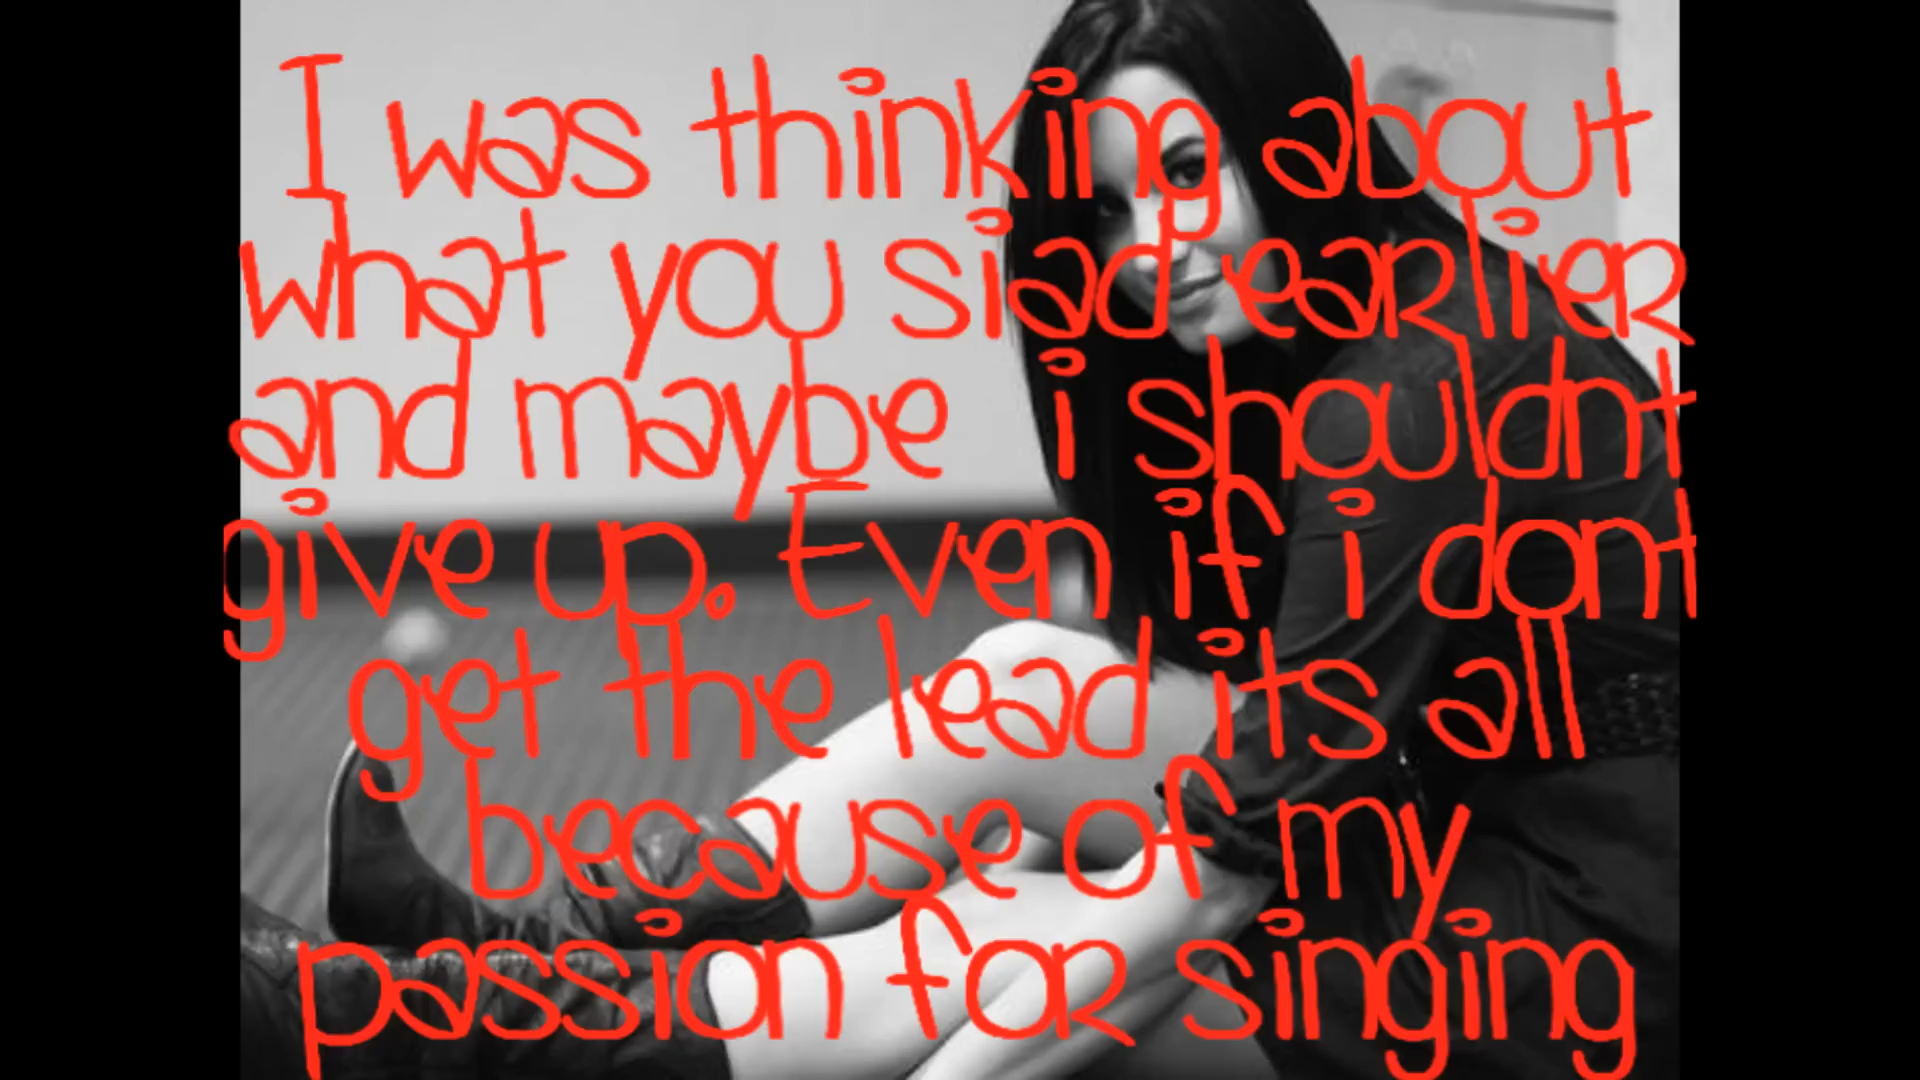 I was thinking about
what you siad earlier
and maybe i shouldnt
give up. Even if i dont
get the lead its all
because of my
passion for singing